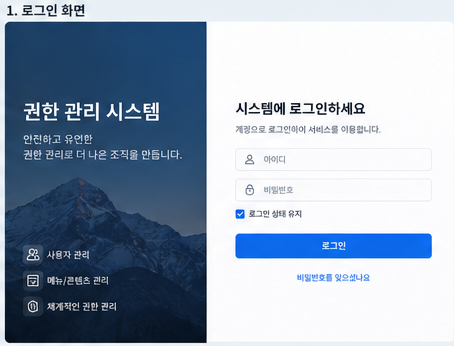 1. 로그인 화면
권한 관리 시스템
안전하고 유연한
권한 관리로 더 나은 조직을 만듭니다.
사용자 관리
메뉴/콘텐츠 관리
체계적인 권한 관리
시스템에 로그인하세요
계정으로 로그인하여 서비스를 이용합니다.
아이디
비밀번호
로그인 상태 유지
로그인
비밀번호를 잊으셨나요